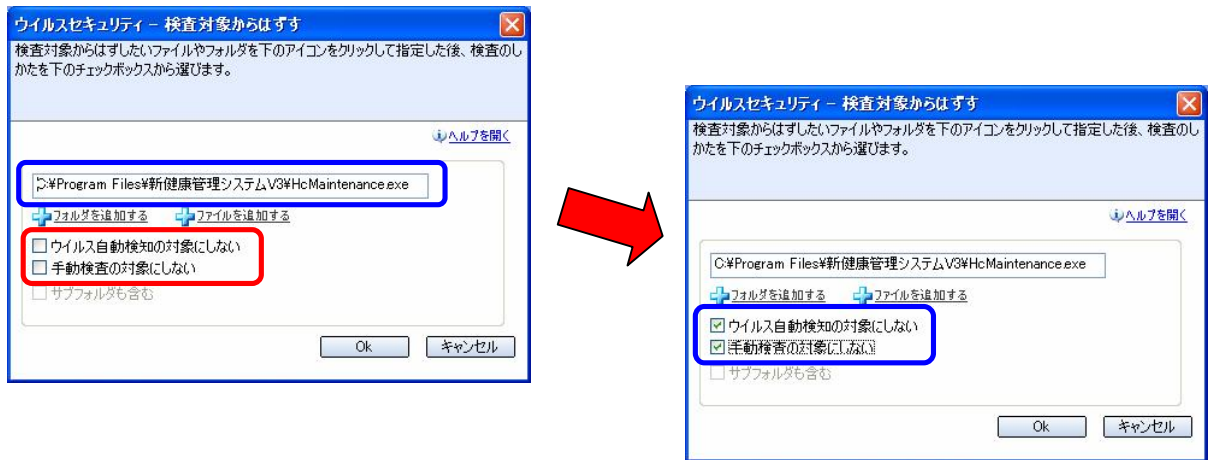 ウイルスセキュリティ – 検査対象からはずす
検査対象からはずしたいファイルやフォルダを下のアイコンをクリックして指定した後、検査のし
かたを下のチェックボックスから選びます。
ヘルプを開く
C:¥Program Files¥新健康管理システムV3¥HcMaintenance.exe
フォルダを追加する ファイルを追加する
ウイルス自動検知の対象にしない
手動検査の対象にしない
サブフォルダも含む
Ok キャンセル
ウイルスセキュリティ – 検査対象からはずす
検査対象からはずしたいファイルやフォルダを下のアイコンをクリックして指定した後、検査のし
かたを下のチェックボックスから選びます。
ヘルプを開く
C:¥Program Files¥新健康管理システムV3¥HcMaintenance.exe
フォルダを追加する ファイルを追加する
ウイルス自動検知の対象にしない
手動検査の対象にしない
サブフォルダも含む
Ok キャンセル